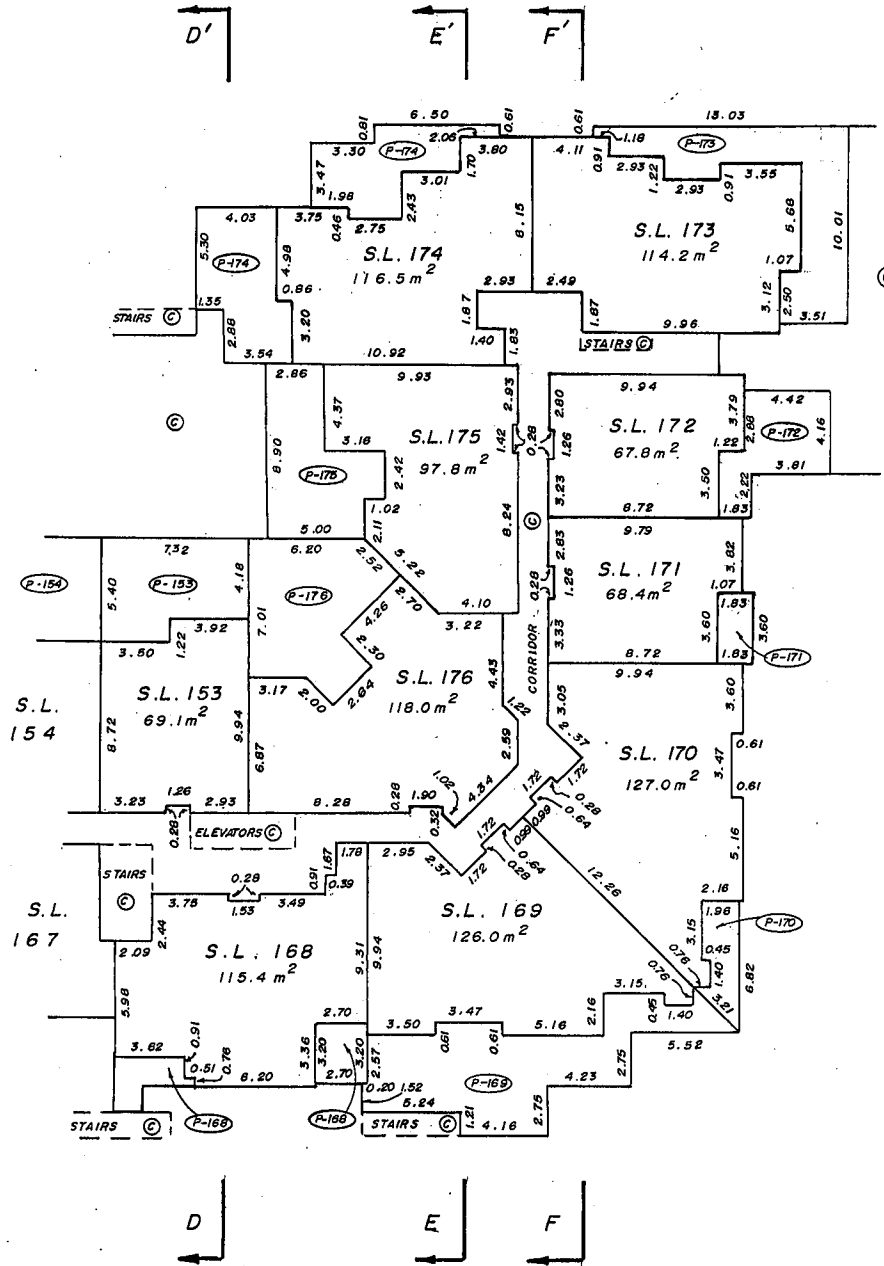 D' E' F'
6.50 13.03
0.81 2.06 0.61 0.61 1.18
3.30 P-174 3.80 4.11 0.91 P-173
3.47 1.70 2.93 3.55
3.01 1.22 2.93 0.91
1.98 2.43
4.03 3.75 0.46 2.75 8.15 5.68
S.L. 174 S.L. 173
116.5 m² 114.2 m²
5.30 P-174 4.98 10.01
1.07
0.86 2.93 2.49 3.12 2.50
1.35 1.87 1.87 3.51
STAIRS C 3.20 9.96
2.88 1.40 1.83 STAIRS C
3.54 10.92
2.86 9.93 9.94
4.37 2.93 2.80 3.79 4.42
S.L. 172 2.88 P-172 4.16
C 3.16 S.L. 175 1.42 0.28 1.26 67.8 m² 1.22
97.8 m²
8.90 P-175 2.42 3.23 3.50 3.81
2.22
1.02 8.24 8.72 1.83
5.00 2.11 C 9.79
7.32 6.20 2.52 5.22 2.83 3.82
P-154 5.40 P-153 4.18 P-176 S.L. 171
2.70 0.28 1.26 68.4 m² 1.07
1.83
3.92 7.01 4.26 4.10
3.50 1.22 3.22 3.33 3.60 3.60
2.30 CORRIDOR 8.72 1.83 P-171
S.L. 153 3.17 2.00 2.64 S.L. 176 4.43 9.94
69.1 m² 118.0 m² 3.05 3.60
S.L.
154
1.22 2.37 S.L. 170 0.61
8.72 9.94 6.87 2.59 127.0 m² 3.47
1.02 4.34 1.72 1.72 0.61
3.23 1.26 2.93 8.28 0.28 1.90 0.28
0.28 ELEVATORS C 0.32 0.99 0.99 0.64
1.72 5.16
STAIRS 1.78 2.95 2.37 0.64
C 0.28 0.91 1.67 0.39 1.72 0.28 12.26
S.L.
167
3.75 1.53 3.49 S.L. 169 2.16
2.44 126.0 m² 1.96 P-170
2.09 S.L. 168 3.15
115.4 m² 9.31 9.94 0.45
0.76 0.76 1.40 6.82
5.98 3.15
2.70 3.50 3.47 5.16 2.16 0.45 1.40 3.21
3.62 0.91 0.61 0.61 5.52
0.51 0.76 3.36 3.20 3.20 2.57
6.20 2.70 0.20 1.52 P-169 4.23 2.75
P-168 P-168 5.24 1.21 2.75
STAIRS C STAIRS C 4.16
D E F